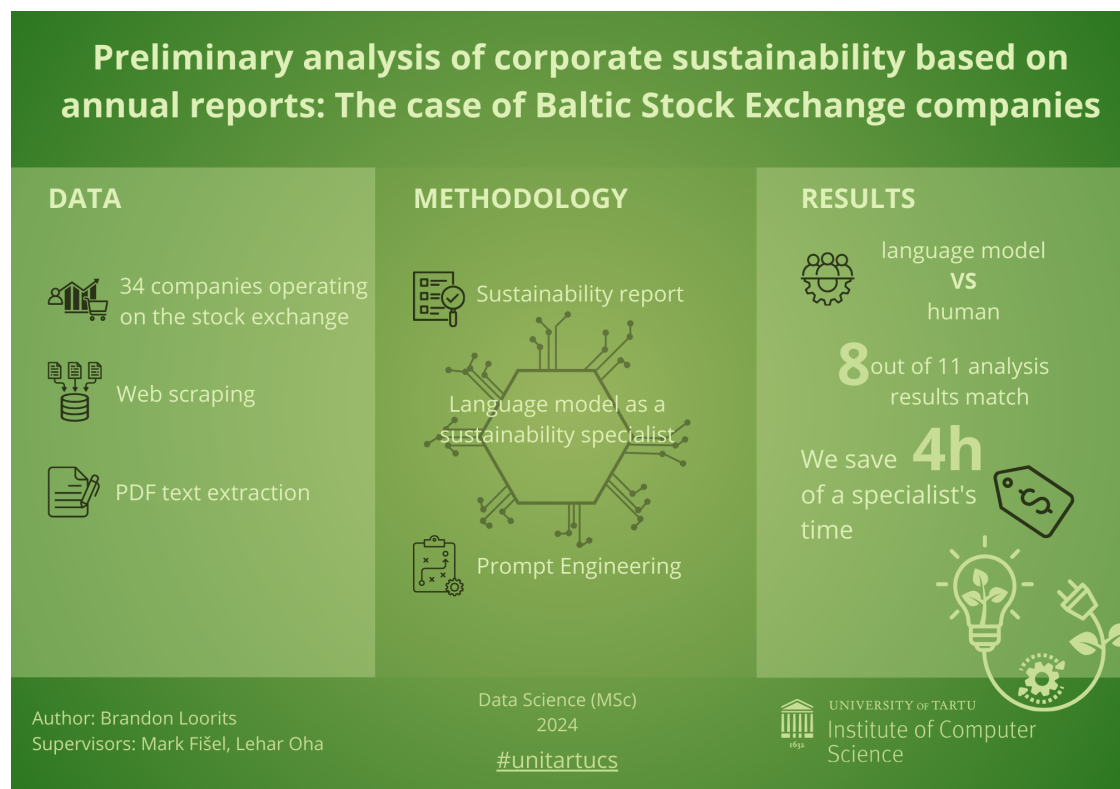 Preliminary analysis of corporate sustainability based on
annual reports: The case of Baltic Stock Exchange companies
DATA
34 companies operating
on the stock exchange
Web scraping
PDF text extraction
METHODOLOGY
Sustainability report
Language model as a
sustainability specialist
Prompt Engineering
RESULTS
language model
VS
human
8 out of 11 analysis
results match
We save 4h
of a specialist's
time
Author: Brandon Loorits
Supervisors: Mark Fišel, Lehar Oha
Data Science (MSc)
2024
#unitartucs
1632
UNIVERSITY OF TARTU
Institute of Computer
Science